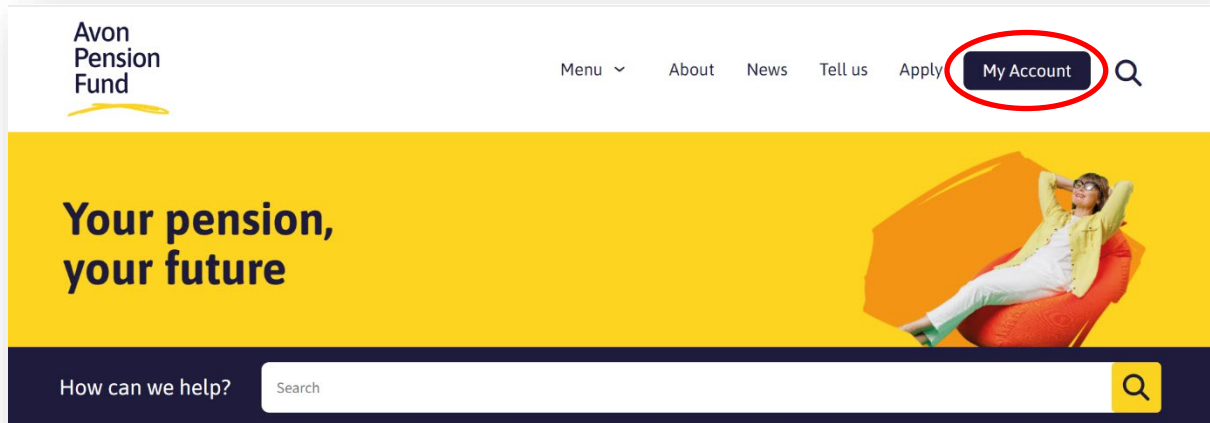 Avon
Pension
Fund
Menu About News Tell us Apply My Account
Your pension,
your future
How can we help? Search